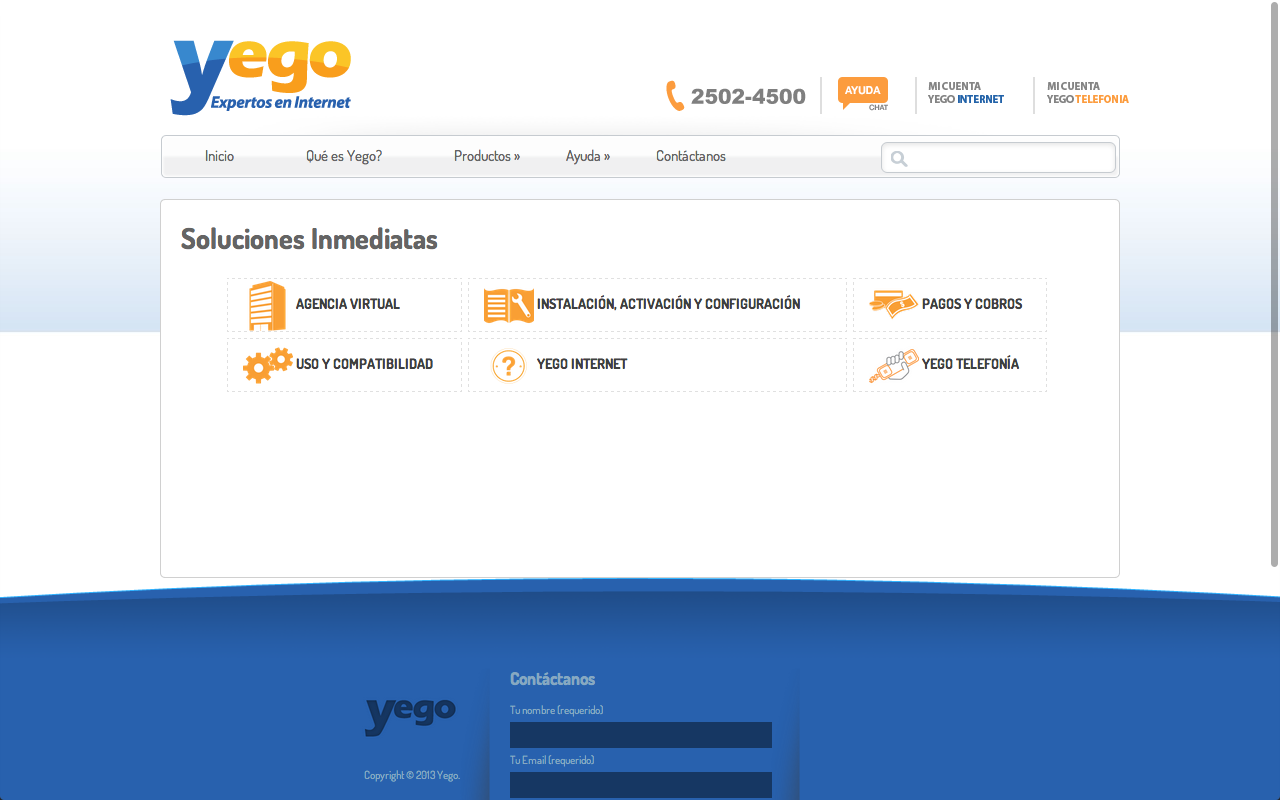 yego
Expertos en Internet
2502-4500
AYUDA
CHAT
MI CUENTA
YEGO INTERNET
MI CUENTA
YEGO TELEFONIA
Inicio
Qué es Yego?
Productos »
Ayuda »
Contáctanos
Soluciones Inmediatas
AGENCIA VIRTUAL
INSTALACIÓN, ACTIVACIÓN Y CONFIGURACIÓN
PAGOS Y COBROS
USO Y COMPATIBILIDAD
?
YEGO INTERNET
YEGO TELEFONÍA
yego
Copyright © 2013 Yego.
Contáctanos
Tu nombre (requerido)
Tu Email (requerido)